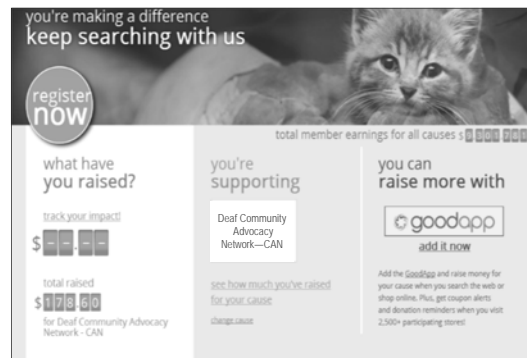 you're making a difference
keep searching with us
register
now
total member earnings for all causes $
what have
you raised?
track your impact!
$--.--
total raised
$178.60
for Deaf Community Advocacy
Network - CAN
you're
supporting
Deaf Community
Advocacy
Network—CAN
see how much you've raised
for your cause
change cause
you can
raise more with
goodapp
add it now
Add the GoodApp and raise money for
your cause when you search the web or
shop online. Plus, get coupon alerts
and donation reminders when you visit
2,500+ participating stores!